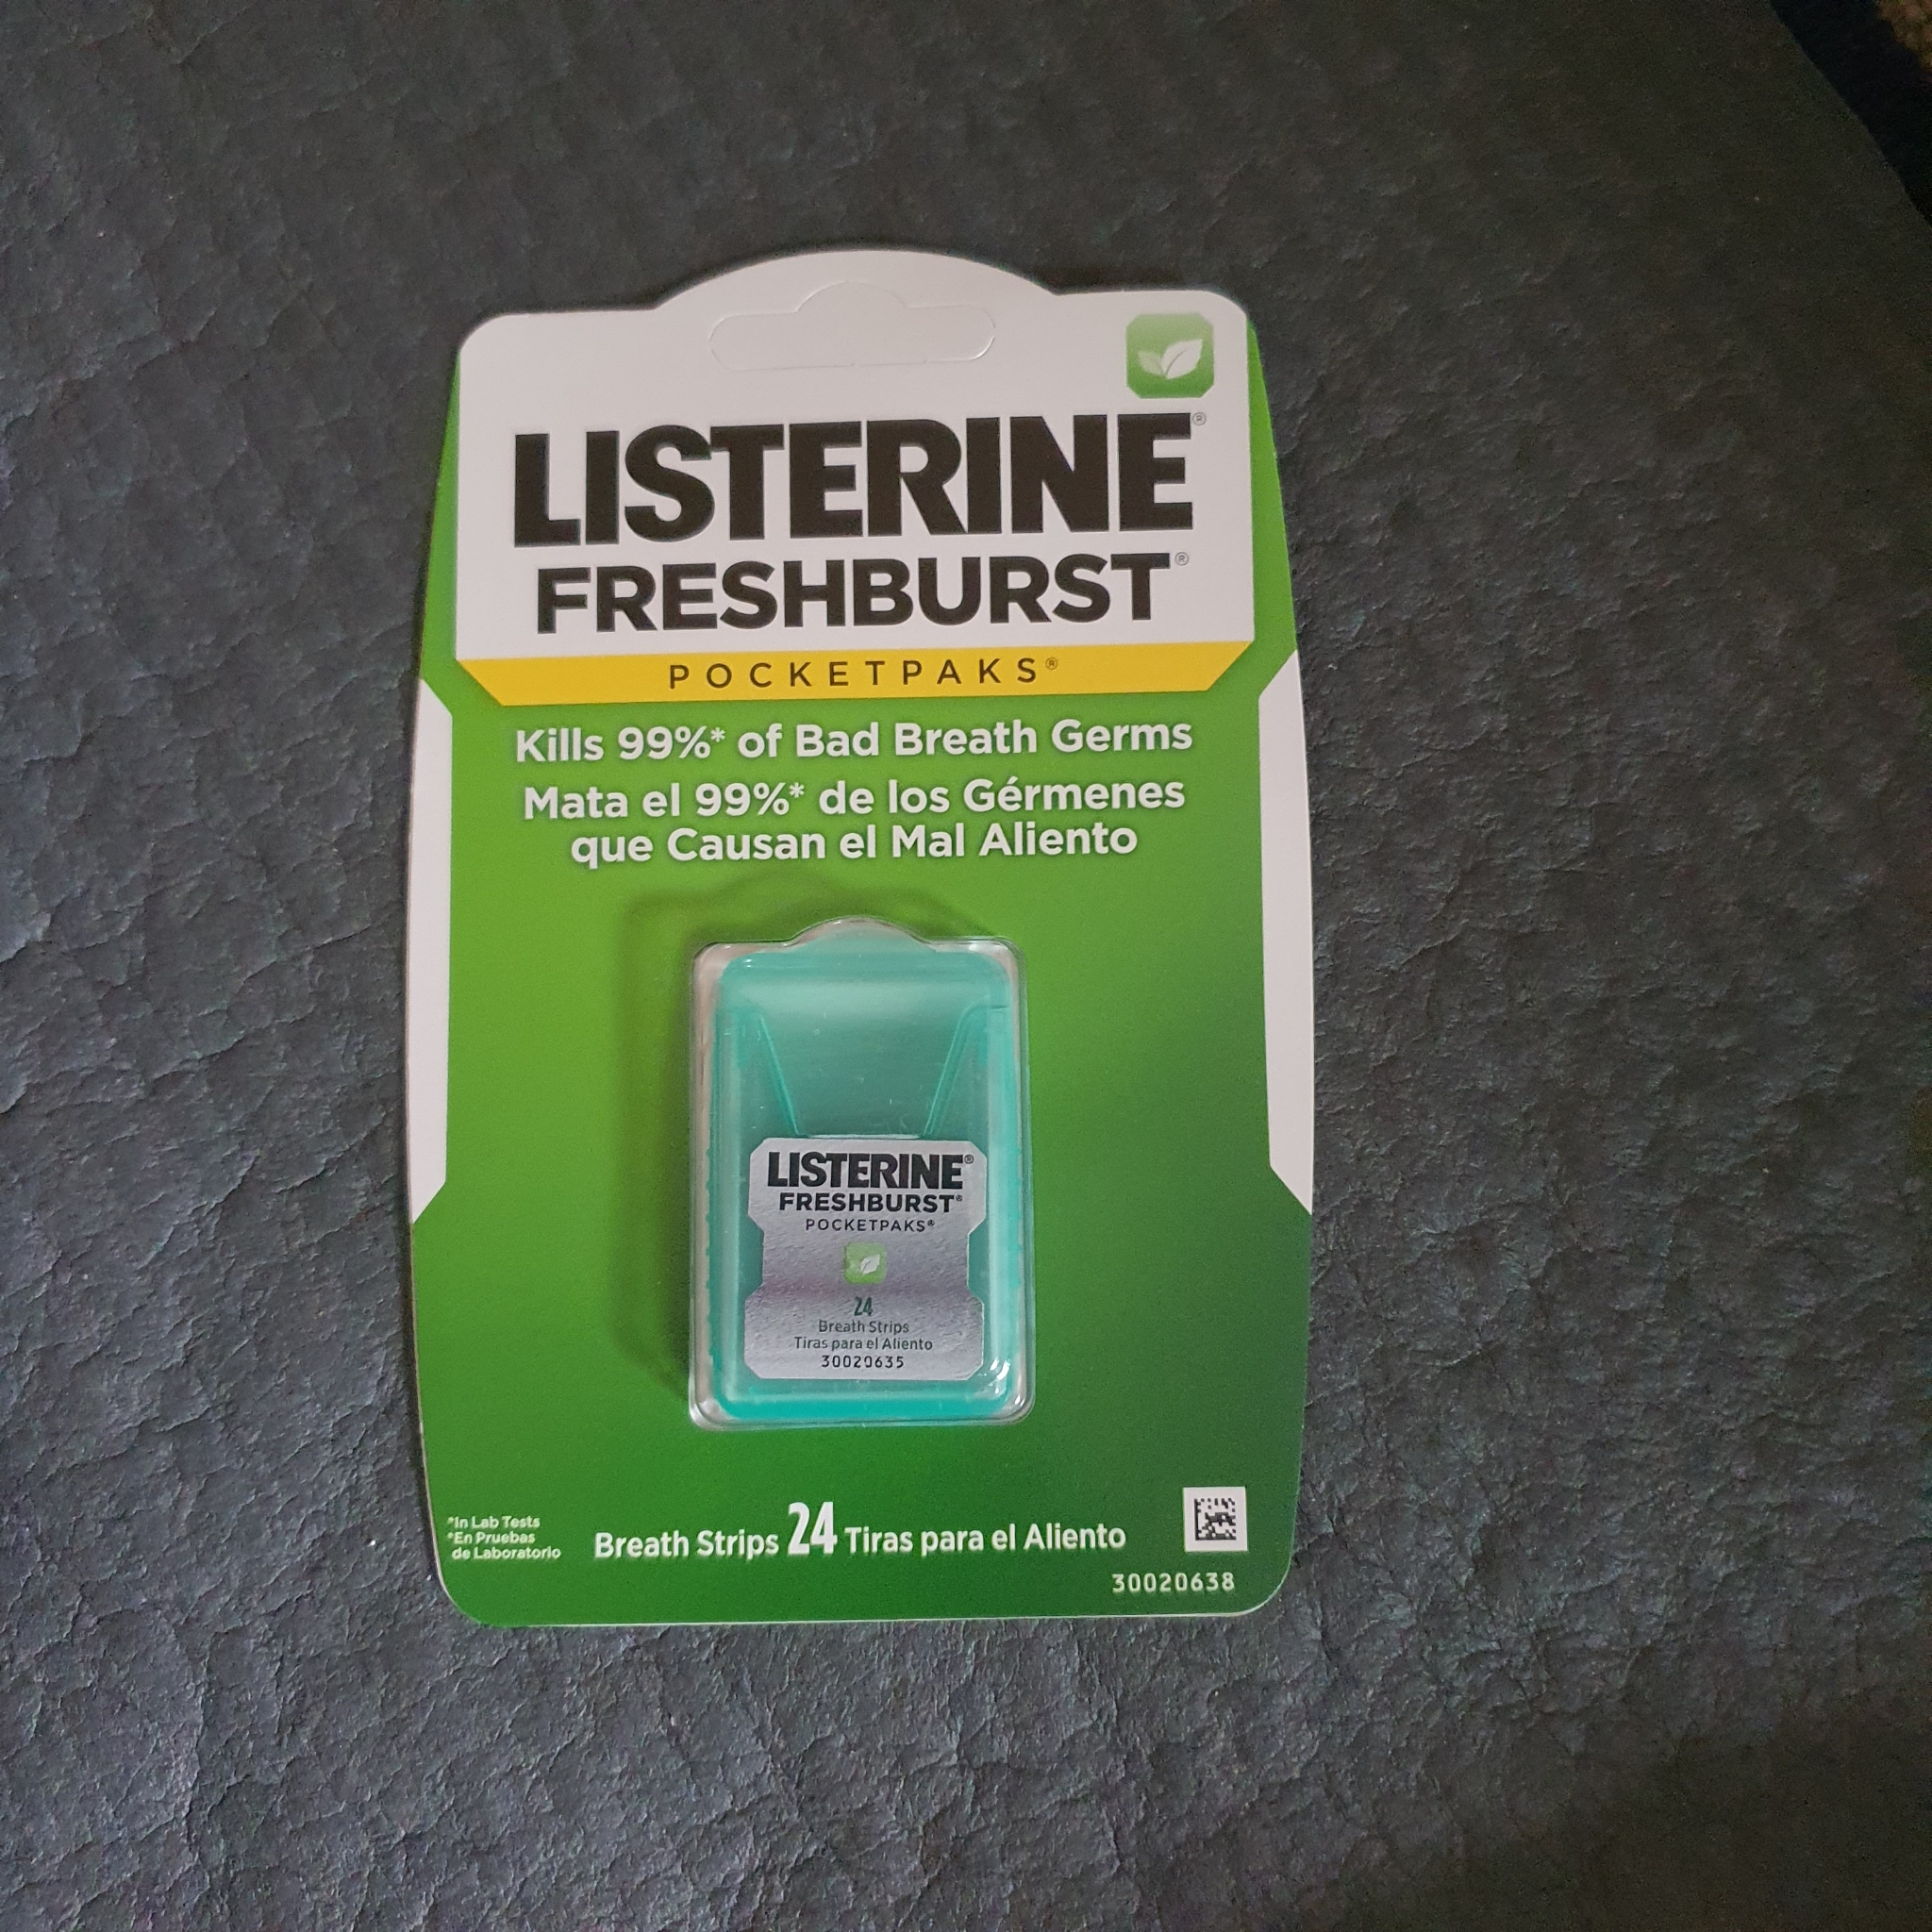 LISTERINE®
FRESHBURST®
POCKETPAKS®
Kills 99%* of Bad Breath Germs
Mata el 99%* de los Gérmenes
que Causan el Mal Aliento
LISTERINE®
FRESHBURST®
POCKETPAKS®
24
Breath Strips
Tiras para el Aliento
30020635
*In Lab Tests
*En Pruebas
de Laboratorio
Breath Strips 24 Tiras para el Aliento
30020638